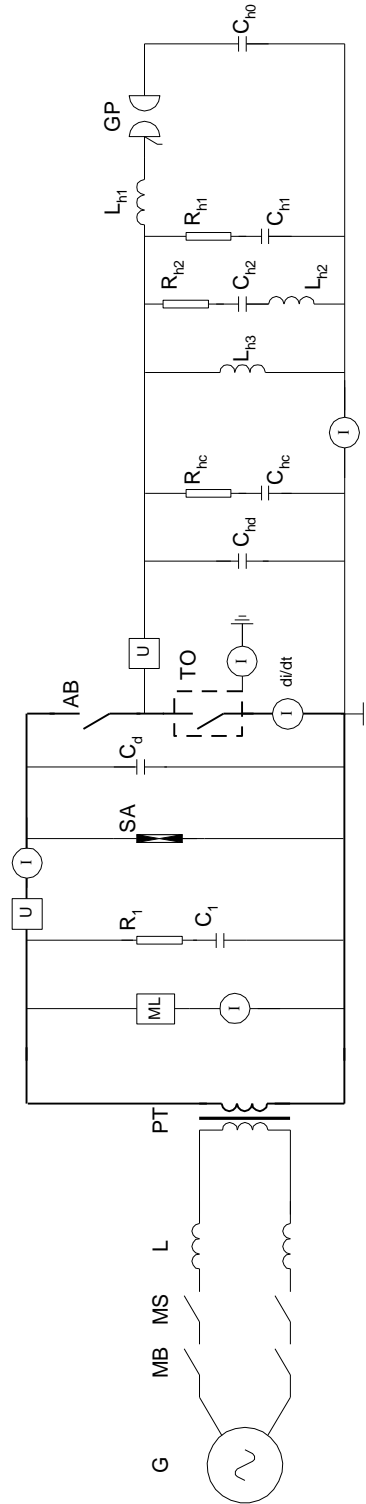 G
MB
MS
L
PT
ML
I
R1
C1
U
I
SA
Cd
AB
TO
I
di/dt
I
U
Chd
Rhc
Chc
I
Lh3
Rh2
Ch2
Lh2
Rh1
Ch1
Lh1
GP
Ch0